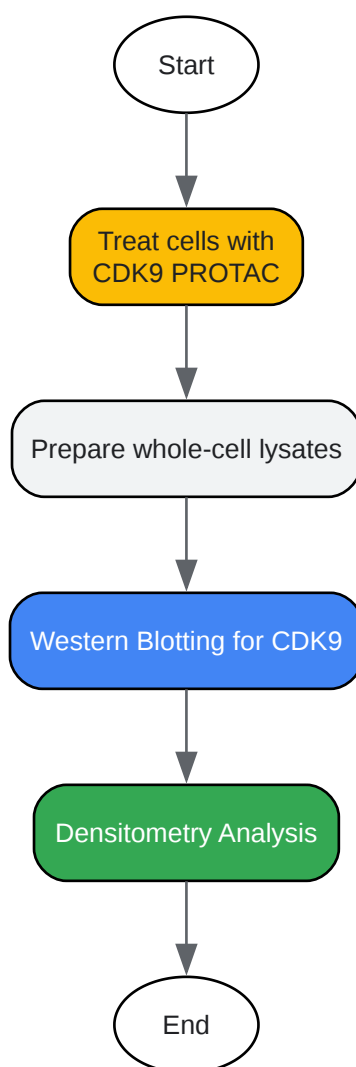 Start
Treat cells with
CDK9 PROTAC
Prepare whole-cell lysates
Western Blotting for CDK9
Densitometry Analysis
End